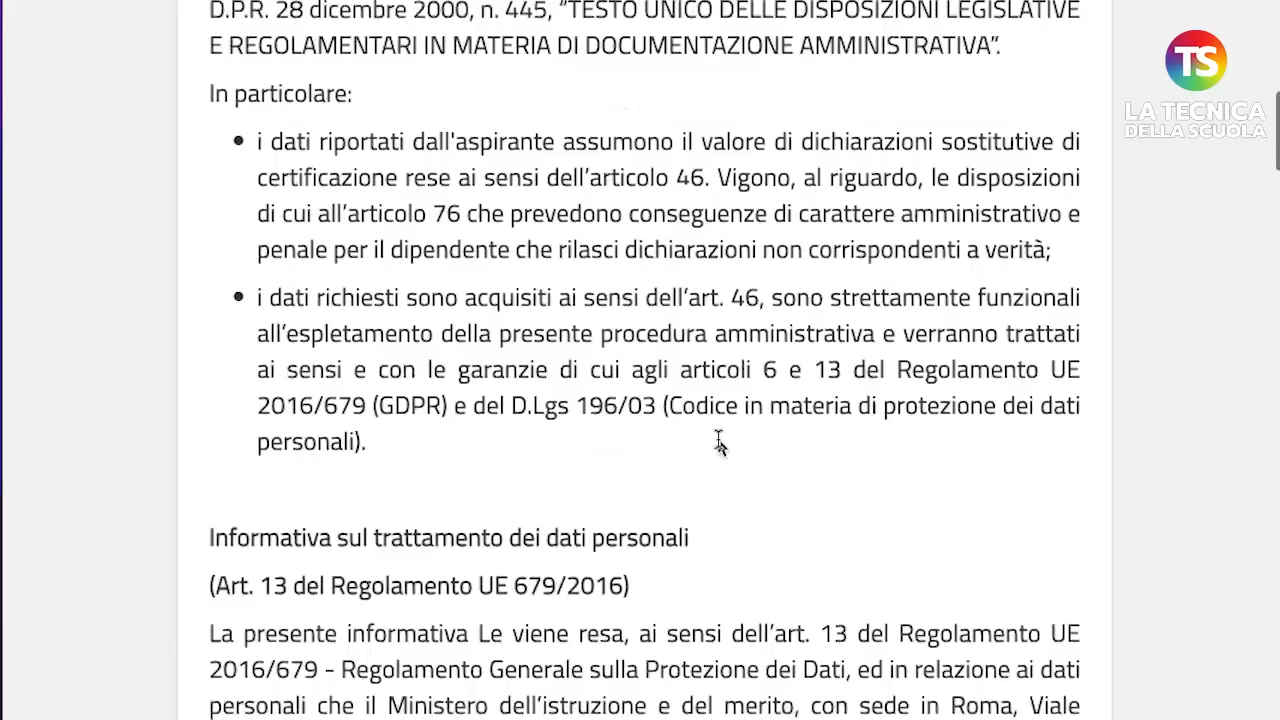 D.P.R. 28 dicembre 2000, n. 445, “TESTO UNICO DELLE DISPOSIZIONI LEGISLATIVE
E REGOLAMENTARI IN MATERIA DI DOCUMENTAZIONE AMMINISTRATIVA”.
TS
LA TECNICA
DELLA SCUOLA
In particolare:
• i dati riportati dall'aspirante assumono il valore di dichiarazioni sostitutive di
certificazione rese ai sensi dell’articolo 46. Vigono, al riguardo, le disposizioni
di cui all’articolo 76 che prevedono conseguenze di carattere amministrativo e
penale per il dipendente che rilasci dichiarazioni non corrispondenti a verità;
• i dati richiesti sono acquisiti ai sensi dell’art. 46, sono strettamente funzionali
all’espletamento della presente procedura amministrativa e verranno trattati
ai sensi e con le garanzie di cui agli articoli 6 e 13 del Regolamento UE
2016/679 (GDPR) e del D.Lgs 196/03 (Codice in materia di protezione dei dati
personali).
Informativa sul trattamento dei dati personali
(Art. 13 del Regolamento UE 679/2016)
La presente informativa Le viene resa, ai sensi dell’art. 13 del Regolamento UE
2016/679 - Regolamento Generale sulla Protezione dei Dati, ed in relazione ai dati
personali che il Ministero dell’istruzione e del merito, con sede in Roma, Viale